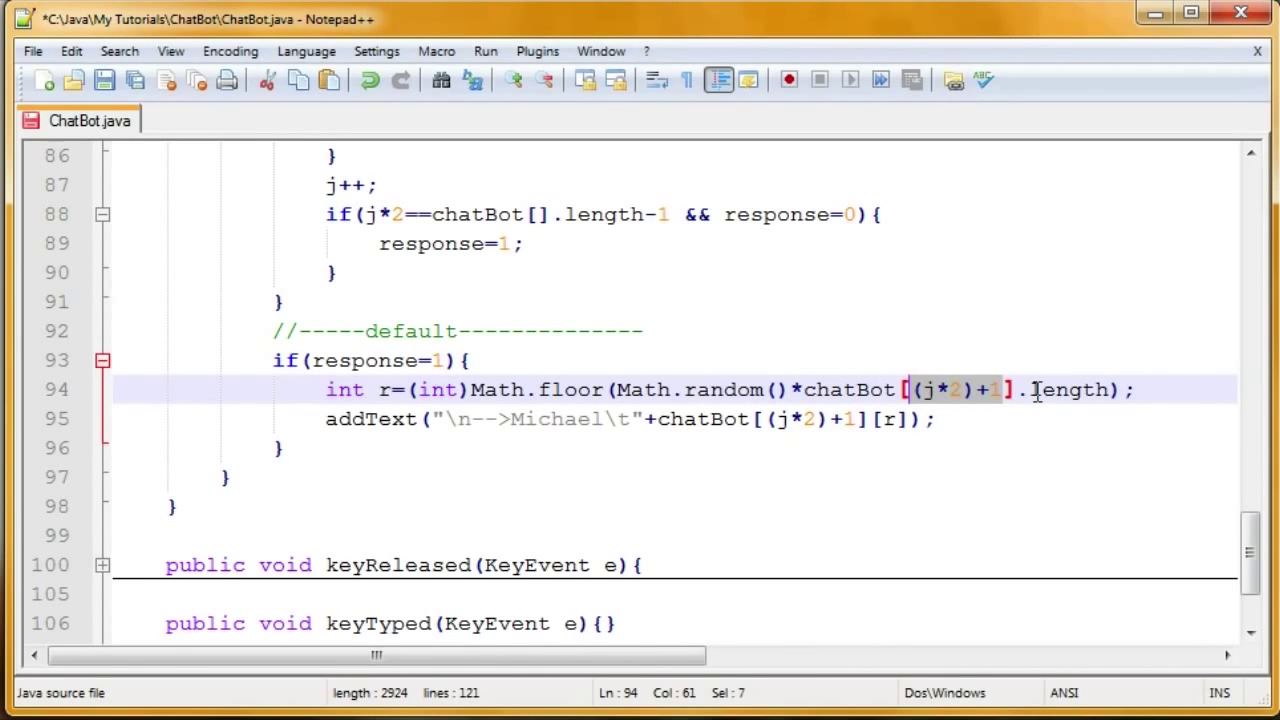 *C:\Java\My Tutorials\ChatBot\ChatBot.java - Notepad++
File Edit Search View Encoding Language Settings Macro Run Plugins Window ? X
ChatBot.java
86 }
87 j++;
88 if(j*2==chatBot[].length-1 && response=0){
89 response=1;
90 }
91 }
92 //-----default--------------
93 if(response=1){
94 int r=(int)Math.floor(Math.random()*chatBot[(j*2)+1].length);
95 addText("\n-->Michael\t"+chatBot[(j*2)+1][r]);
96 }
97 }
98 }
99
100 public void keyReleased(KeyEvent e){
105
106 public void keyTyped(KeyEvent e){}
Java source file length : 2924 lines : 121 Ln : 94 Col : 61 Sel : 7 Dos\Windows ANSI INS